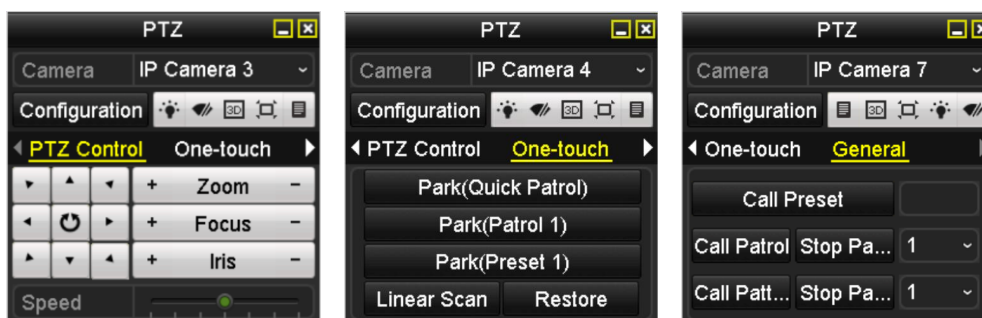 PTZ
Camera IP Camera 3
Configuration 3D
PTZ Control One-touch
+ Zoom -
+ Focus -
+ Iris -
Speed
PTZ
Camera IP Camera 4
Configuration 3D
PTZ Control One-touch
Park(Quick Patrol)
Park(Patrol 1)
Park(Preset 1)
Linear Scan Restore
PTZ
Camera IP Camera 7
Configuration 3D
One-touch General
Call Preset
Call Patrol Stop Pa... 1
Call Patt... Stop Pa... 1